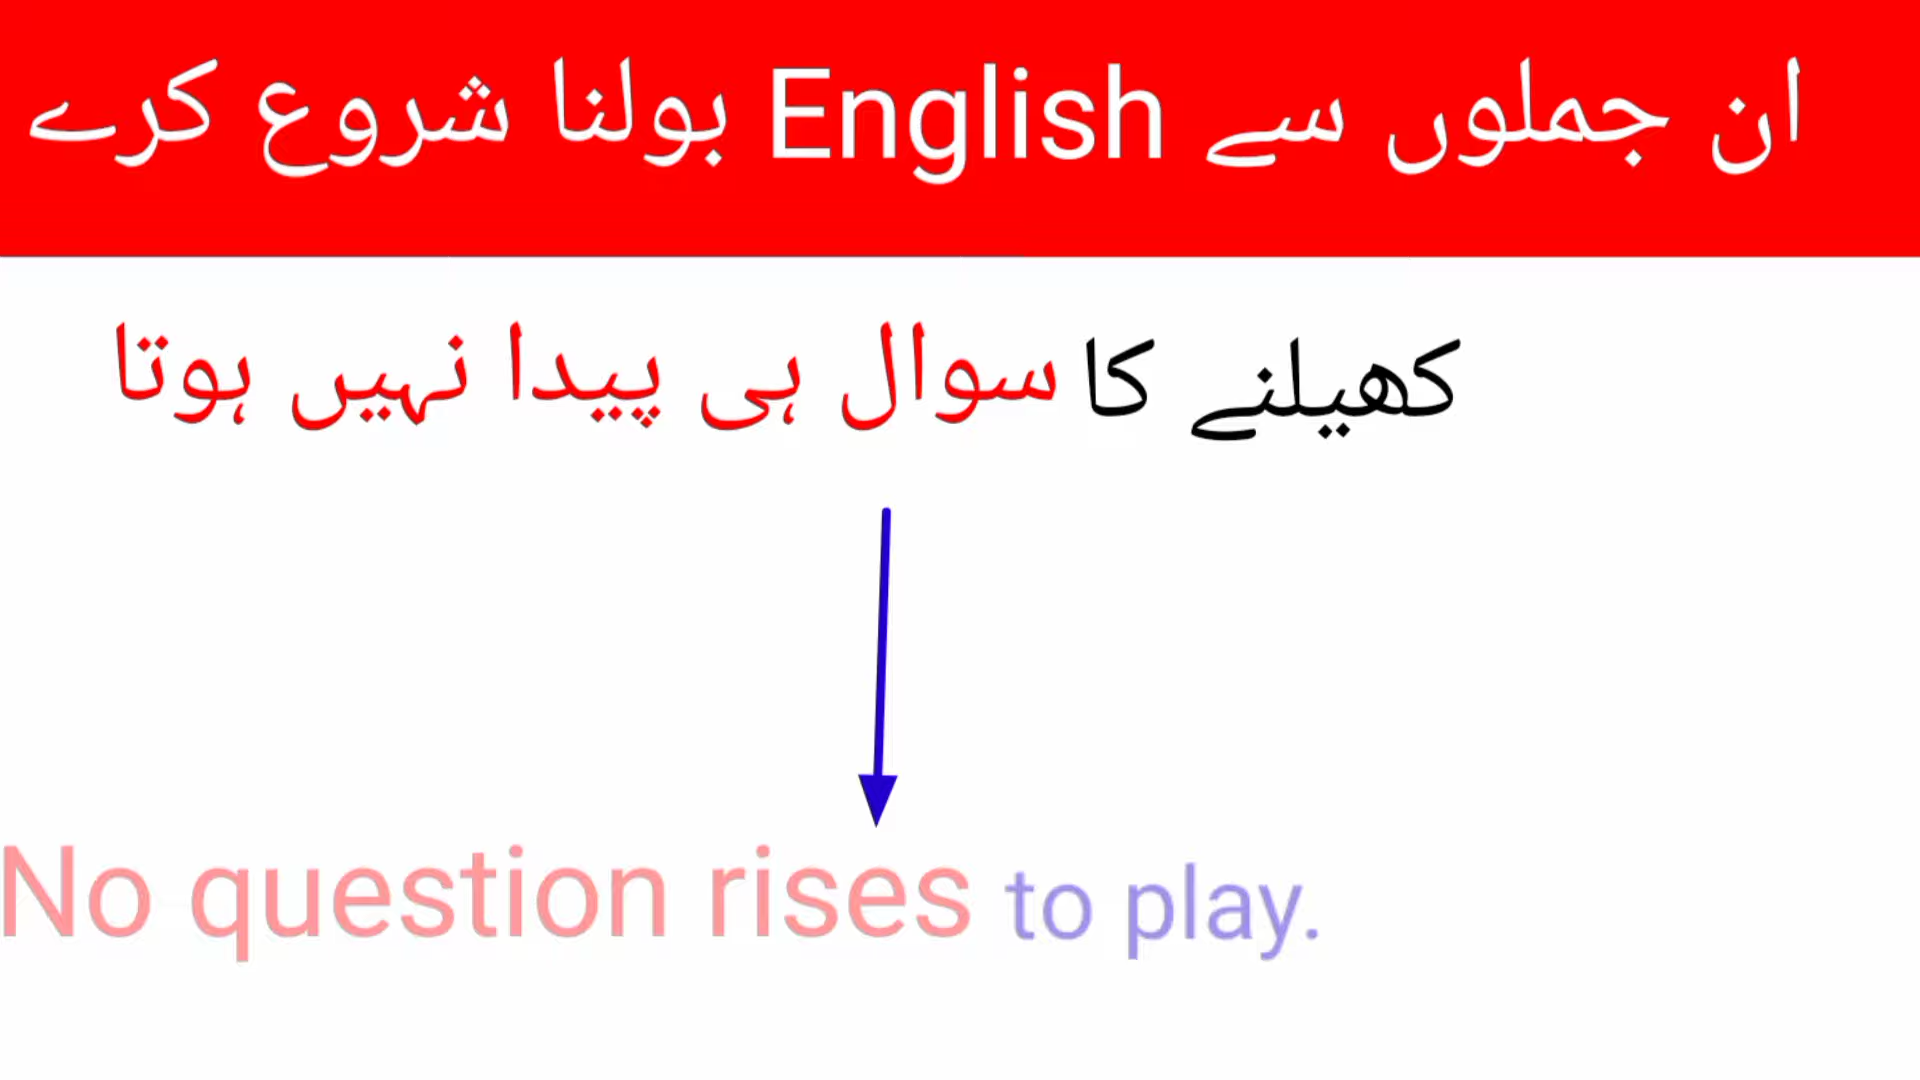 ان جملوں سے English بولنا شروع کرے
کھیلنے کا سوال ہی پیدا نہیں ہوتا
No question rises to play.